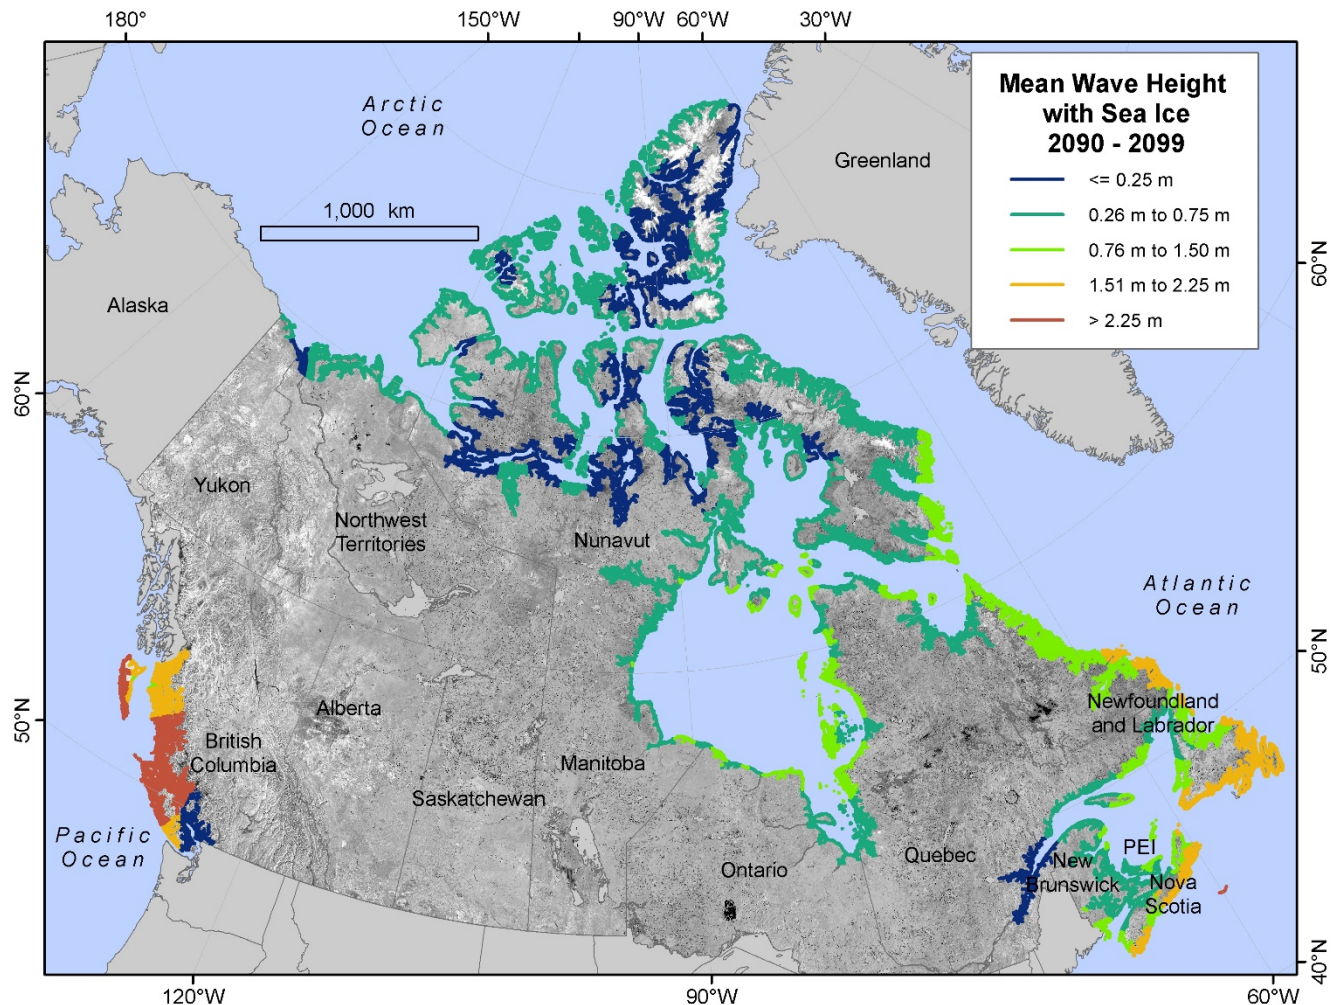 180°
150°W
90°W
60°W
30°W
Mean Wave Height
with Sea Ice
2090 - 2099
<= 0.25 m
0.26 m to 0.75 m
0.76 m to 1.50 m
1.51 m to 2.25 m
> 2.25 m
Arctic
Ocean
Greenland
1,000 km
60°N
Alaska
60°N
Yukon
Northwest
Territories
Nunavut
Atlantic
Ocean
50°N
50°N
Alberta
British
Columbia
Newfoundland
and Labrador
Manitoba
Saskatchewan
Pacific
Ocean
Ontario
Quebec
PEI
New
Brunswick
Nova
Scotia
40°N
120°W
90°W
60°W